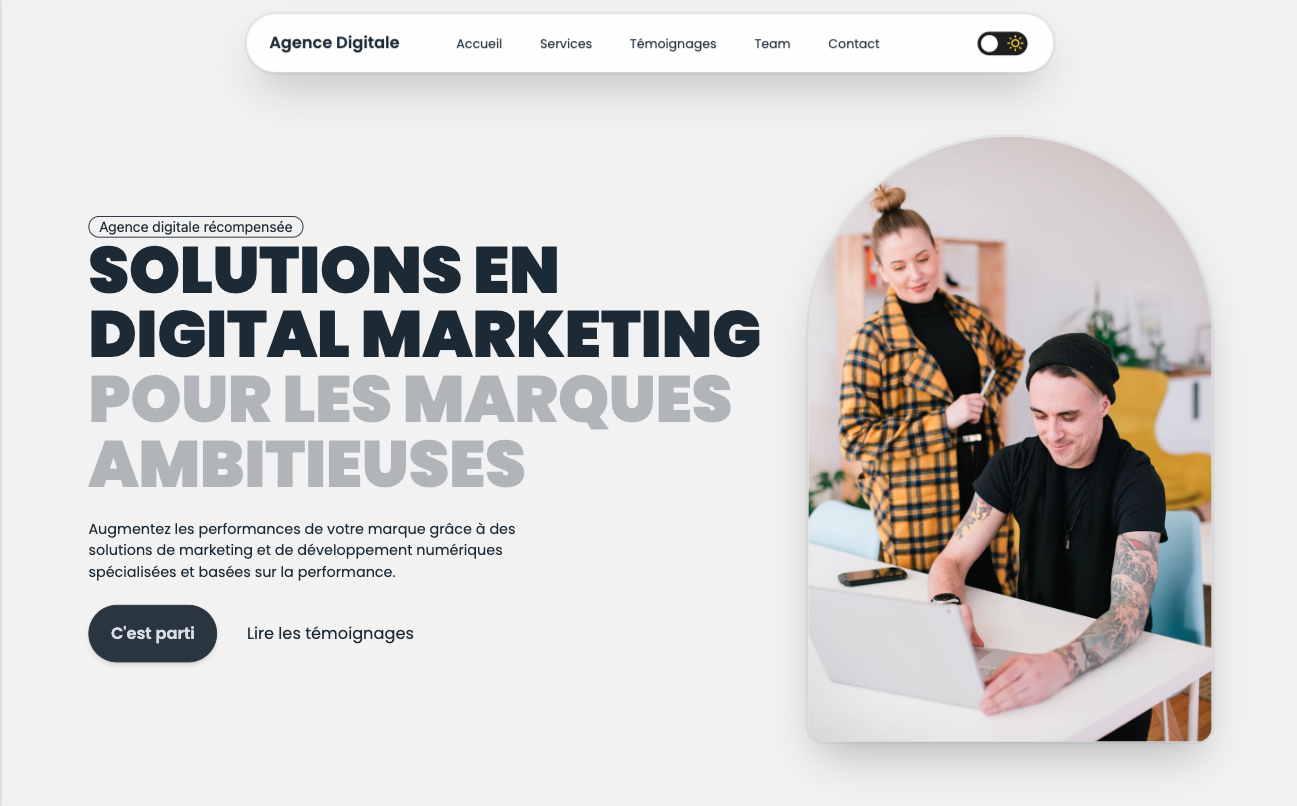 Agence Digitale
Accueil
Services
Témoignages
Team
Contact
Agence digitale récompensée
SOLUTIONS EN
DIGITAL MARKETING
POUR LES MARQUES
AMBITIEUSES
Augmentez les performances de votre marque grâce à des
solutions de marketing et de développement numériques
spécialisées et basées sur la performance.
C'est parti
Lire les témoignages